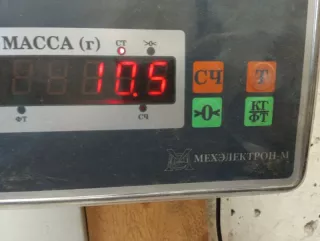 МАССА (г) СТ >0<
10.5
ФТ СЧ
СЧ Т
>0< КГ ФТ
МЕХЭЛЕКТРОН-М